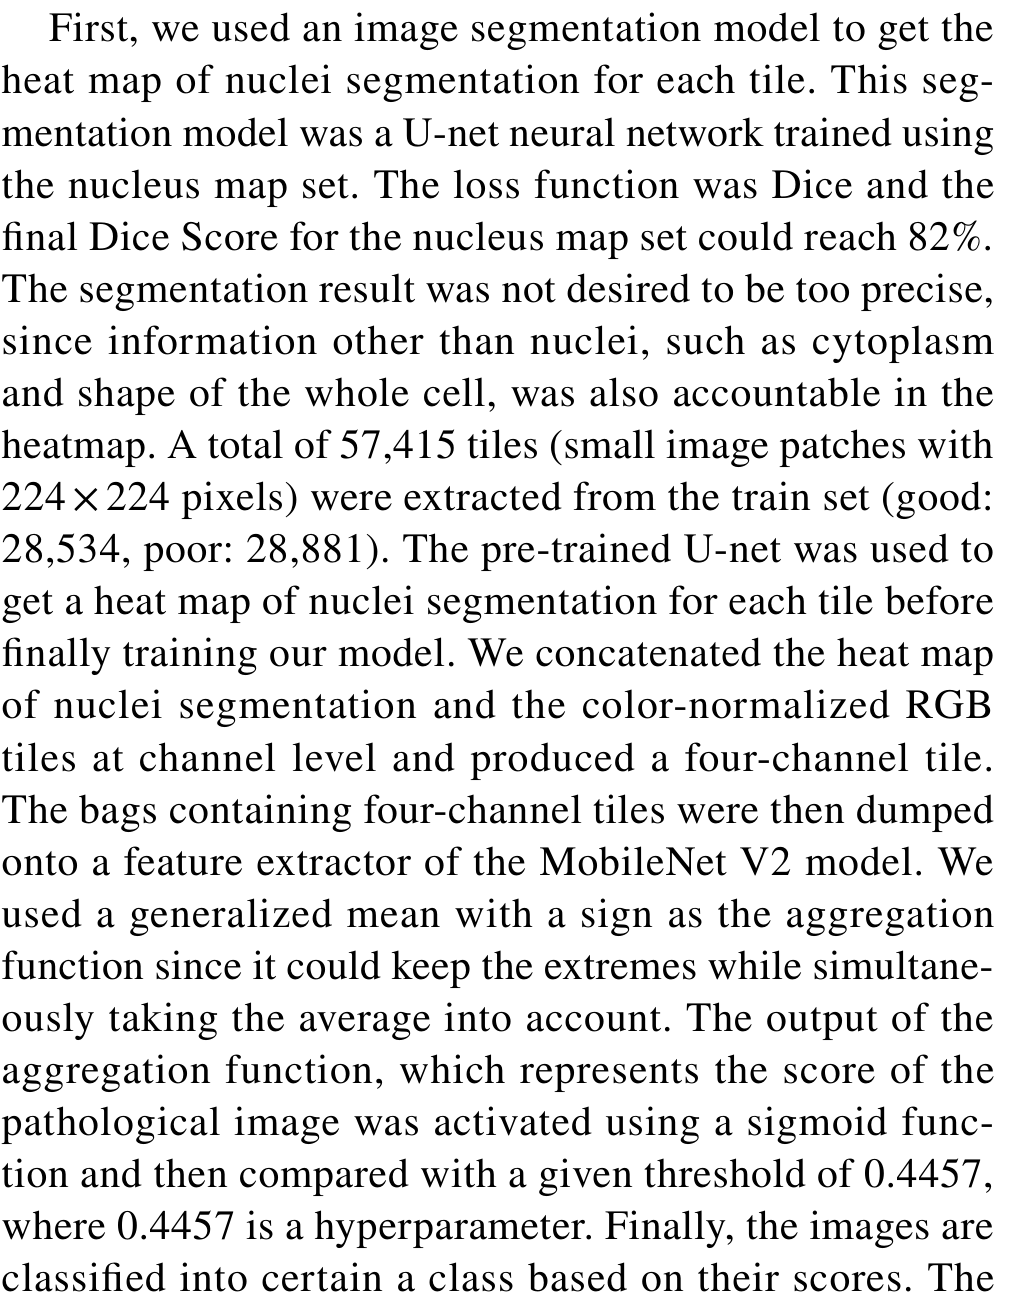 First, we used an image segmentation model to get the
heat map of nuclei segmentation for each tile. This seg-
mentation model was a U-net neural network trained using
the nucleus map set. The loss function was Dice and the
final Dice Score for the nucleus map set could reach 82%.
The segmentation result was not desired to be too precise,
since information other than nuclei, such as cytoplasm
and shape of the whole cell, was also accountable in the
heatmap. A total of 57,415 tiles (small image patches with
224 × 224 pixels) were extracted from the train set (good:
28,534, poor: 28,881). The pre-trained U-net was used to
get a heat map of nuclei segmentation for each tile before
finally training our model. We concatenated the heat map
of nuclei segmentation and the color-normalized RGB
tiles at channel level and produced a four-channel tile.
The bags containing four-channel tiles were then dumped
onto a feature extractor of the MobileNet V2 model. We
used a generalized mean with a sign as the aggregation
function since it could keep the extremes while simultane-
ously taking the average into account. The output of the
aggregation function, which represents the score of the
pathological image was activated using a sigmoid func-
tion and then compared with a given threshold of 0.4457,
where 0.4457 is a hyperparameter. Finally, the images are
classified into certain a class based on their scores. The